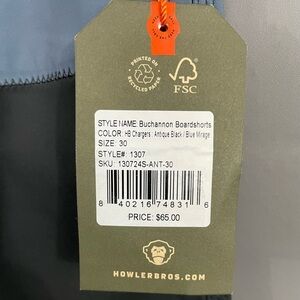 PRINTED ON
RECYCLED PAPER
FSC
STYLE NAME: Buchannon Boardshorts
COLOR: HB Chargers : Antique Black / Blue Mirage
SIZE: 30
STYLE#: 1307
SKU: 130724S-ANT-30
8 40216 74831 6
PRICE: $65.00
HOWLERBROS.COM